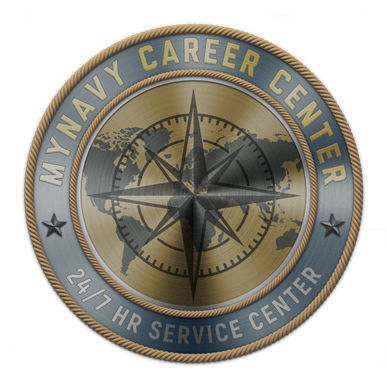 MYNAVY CAREER CENTER
24/7 HR SERVICE CENTER